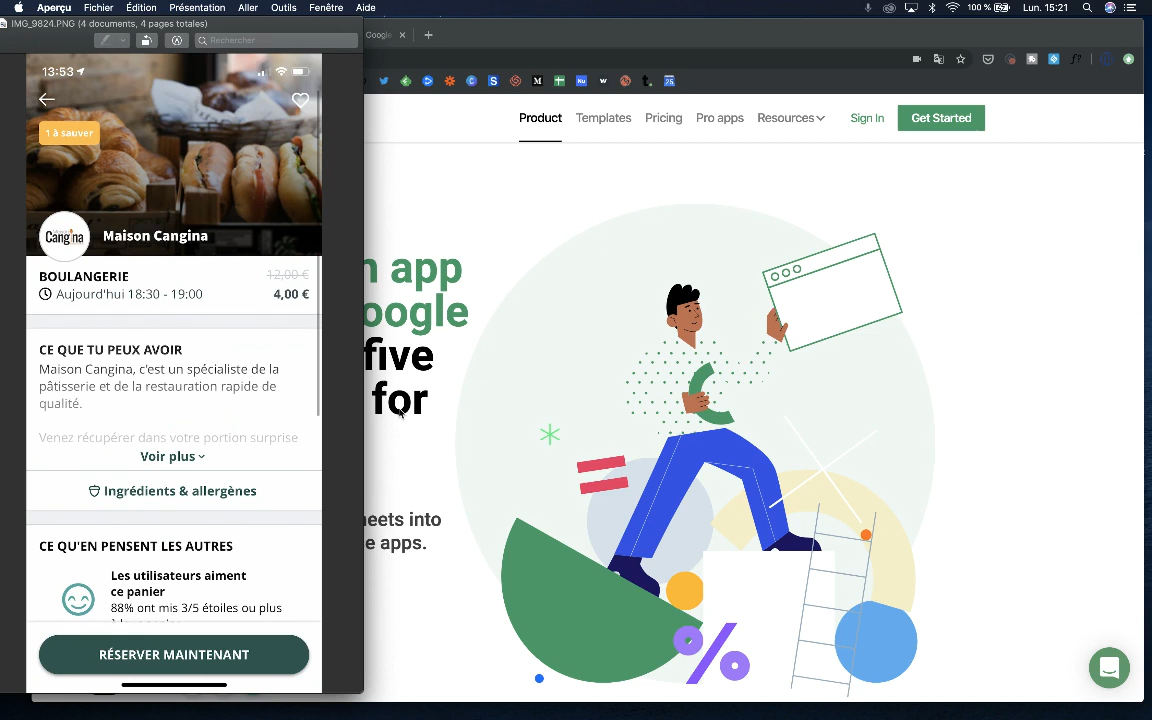 Aperçu Fichier Édition Présentation Aller Outils Fenêtre Aide
100 % Lun. 15:21
IMG_9824.PNG (4 documents, 4 pages totales)
Rechercher
Google
13:53
1 à sauver
Cangina
Maison Cangina
BOULANGERIE 12,00 €
Aujourd'hui 18:30 - 19:00 4,00 €
CE QUE TU PEUX AVOIR
Maison Cangina, c'est un spécialiste de la
pâtisserie et de la restauration rapide de
qualité.
Venez récupérer dans votre portion surprise
Voir plus
Ingrédients & allergènes
CE QU'EN PENSENT LES AUTRES
Les utilisateurs aiment
ce panier
88% ont mis 3/5 étoiles ou plus
RÉSERVER MAINTENANT
Product Templates Pricing Pro apps Resources Sign In Get Started
app
oogle
five
for
eets into
e apps.